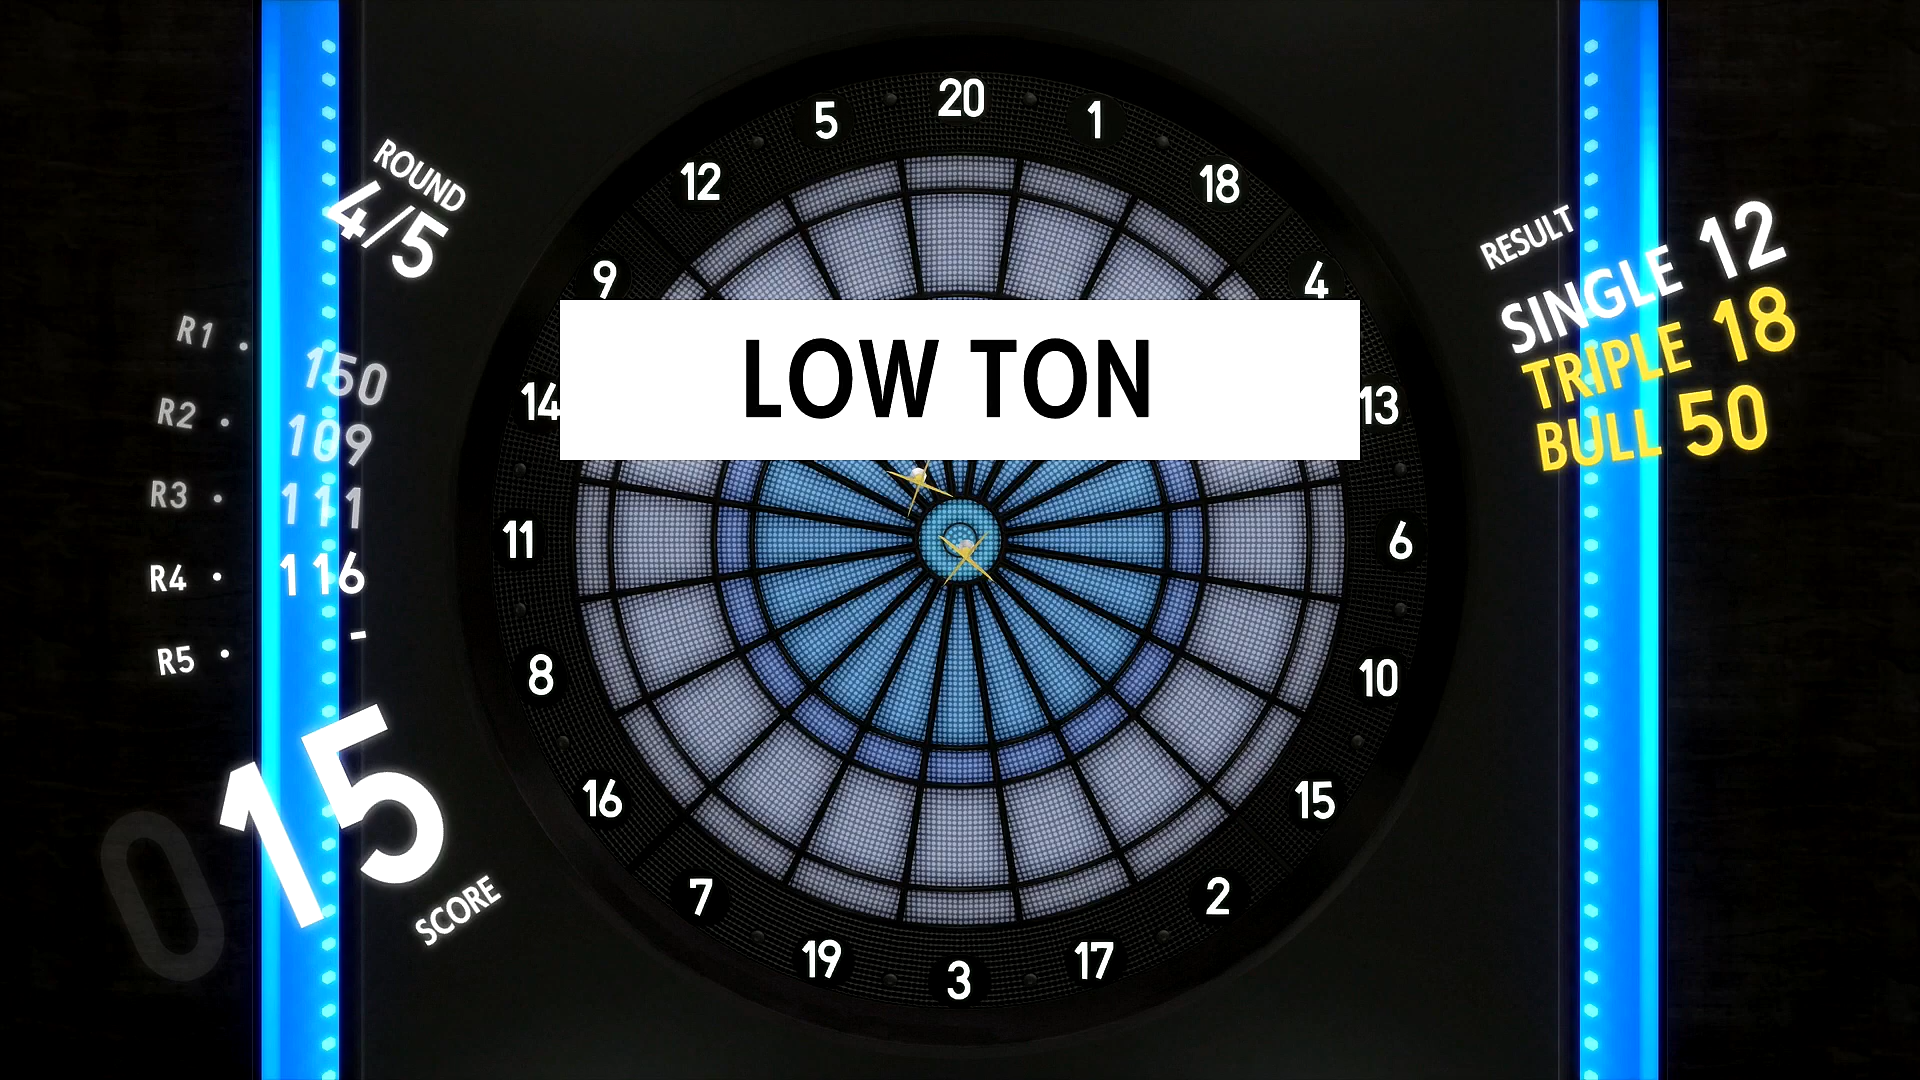 ROUND
4/5
R1 • 150
R2 • 109
R3 • 111
R4 • 116
R5 • -
015
SCORE
LOW TON
20
1
18
4
13
6
10
15
2
17
3
19
7
16
8
11
14
9
12
5
RESULT
SINGLE 12
TRIPLE 18
BULL 50